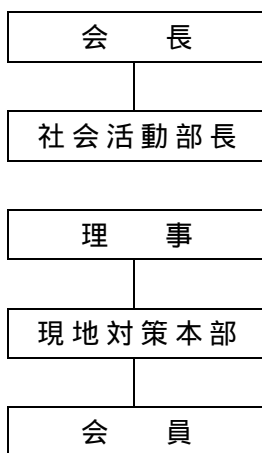 会　長
社会活動部長
理　事
現地対策本部
会　員